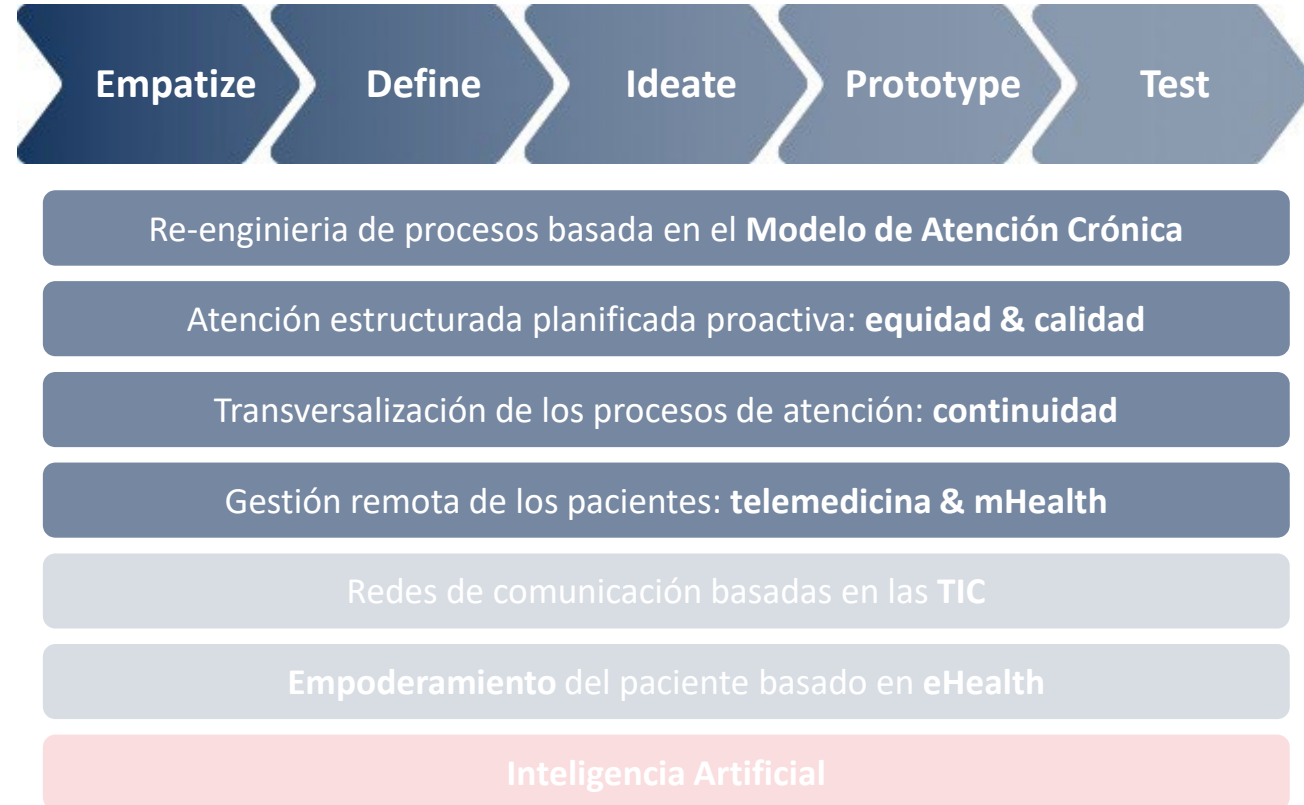 Empatize
Define
Ideate
Prototype
Test
Re-enginieria de procesos basada en el Modelo de Atención Crónica
Atención estructurada planificada proactiva: equidad & calidad
Transversalización de los procesos de atención: continuidad
Gestión remota de los pacientes: telemedicina & mHealth
Redes de comunicación basadas en las TIC
Empoderamiento del paciente basado en eHealth
Inteligencia Artificial